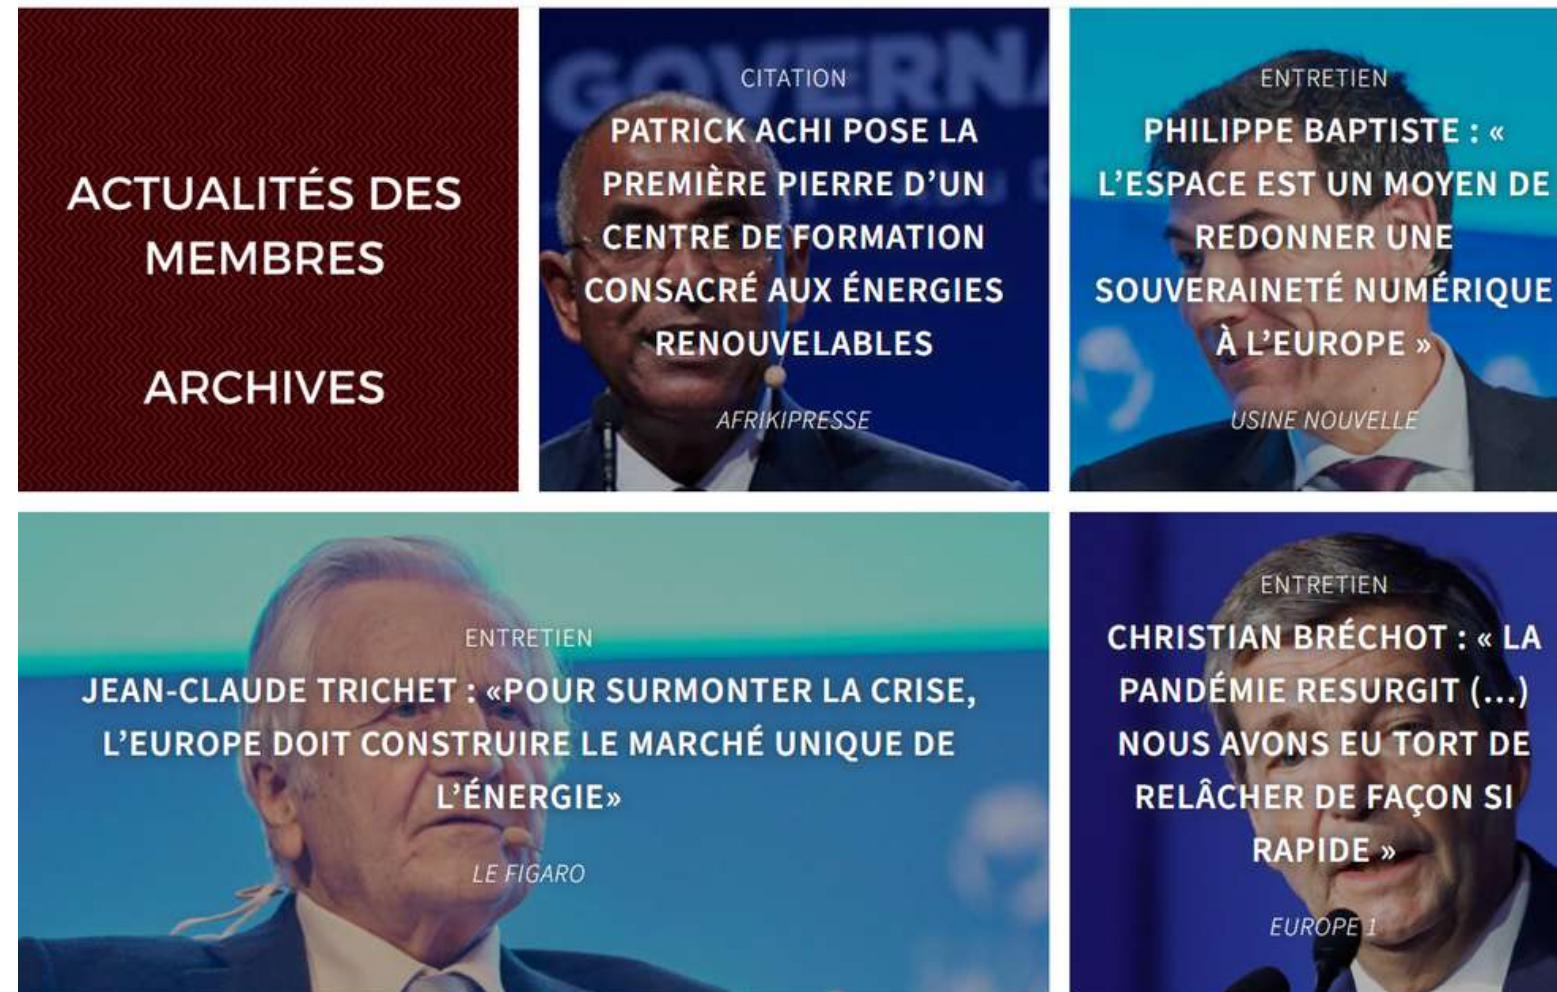 ACTUALITÉS DES
MEMBRES
ARCHIVES
GOVERNA
CITATION
PATRICK ACHI POSE LA
PREMIÈRE PIERRE D’UN
CENTRE DE FORMATION
CONSACRÉ AUX ÉNERGIES
RENOUVELABLES
AFRIKIPRESSE
ENTRETIEN
PHILIPPE BAPTISTE : «
L’ESPACE EST UN MOYEN DE
REDONNER UNE
SOUVERAINETÉ NUMÉRIQUE
À L’EUROPE »
USINE NOUVELLE
ENTRETIEN
JEAN-CLAUDE TRICHET : «POUR SURMONTER LA CRISE,
L’EUROPE DOIT CONSTRUIRE LE MARCHÉ UNIQUE DE
L’ÉNERGIE»
LE FIGARO
ENTRETIEN
CHRISTIAN BRÉCHOT : « LA
PANDÉMIE RESURGIT (...)
NOUS AVONS EU TORT DE
RELÂCHER DE FAÇON SI
RAPIDE »
EUROPE 1